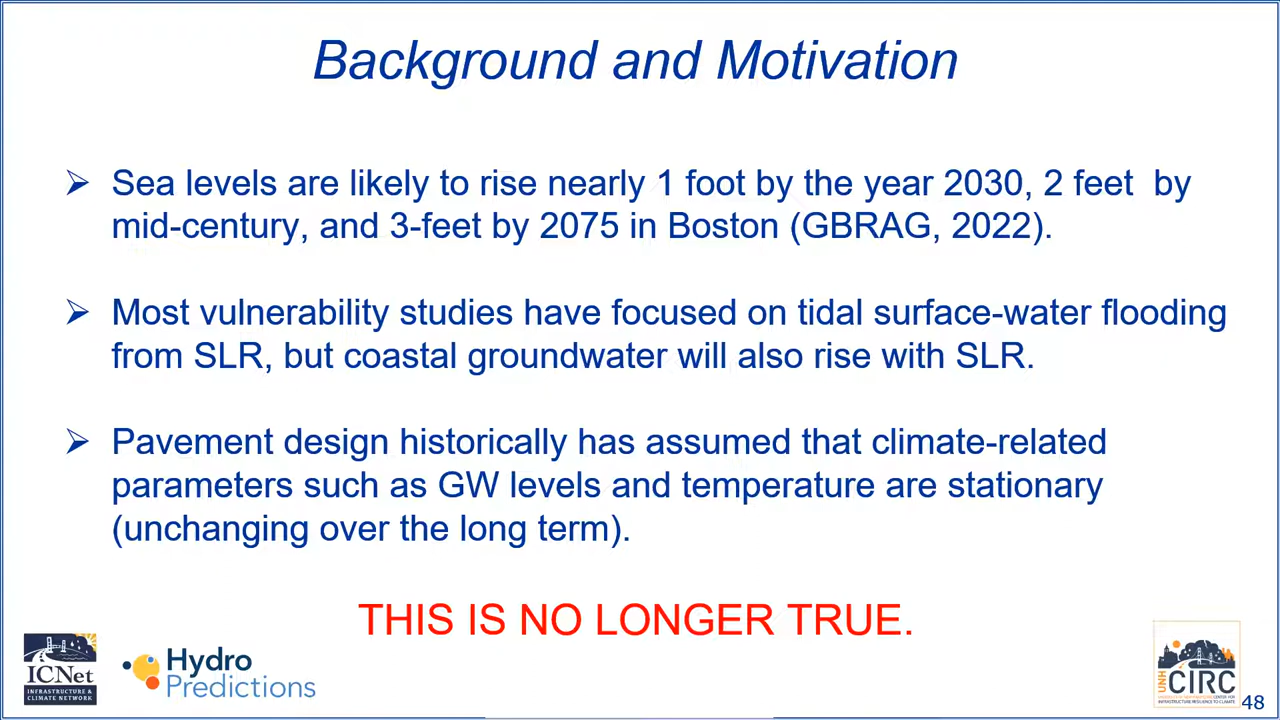 Background and Motivation
➢ Sea levels are likely to rise nearly 1 foot by the year 2030, 2 feet by
mid-century, and 3-feet by 2075 in Boston (GBRAG, 2022).
➢ Most vulnerability studies have focused on tidal surface-water flooding
from SLR, but coastal groundwater will also rise with SLR.
➢ Pavement design historically has assumed that climate-related
parameters such as GW levels and temperature are stationary
(unchanging over the long term).
THIS IS NO LONGER TRUE.
ICNet
INFRASTRUCTURE &
CLIMATE NETWORK
Hydro
Predictions
UNH
CIRC
INFRASTRUCTURE RESILIENCE TO CLIMATE
48